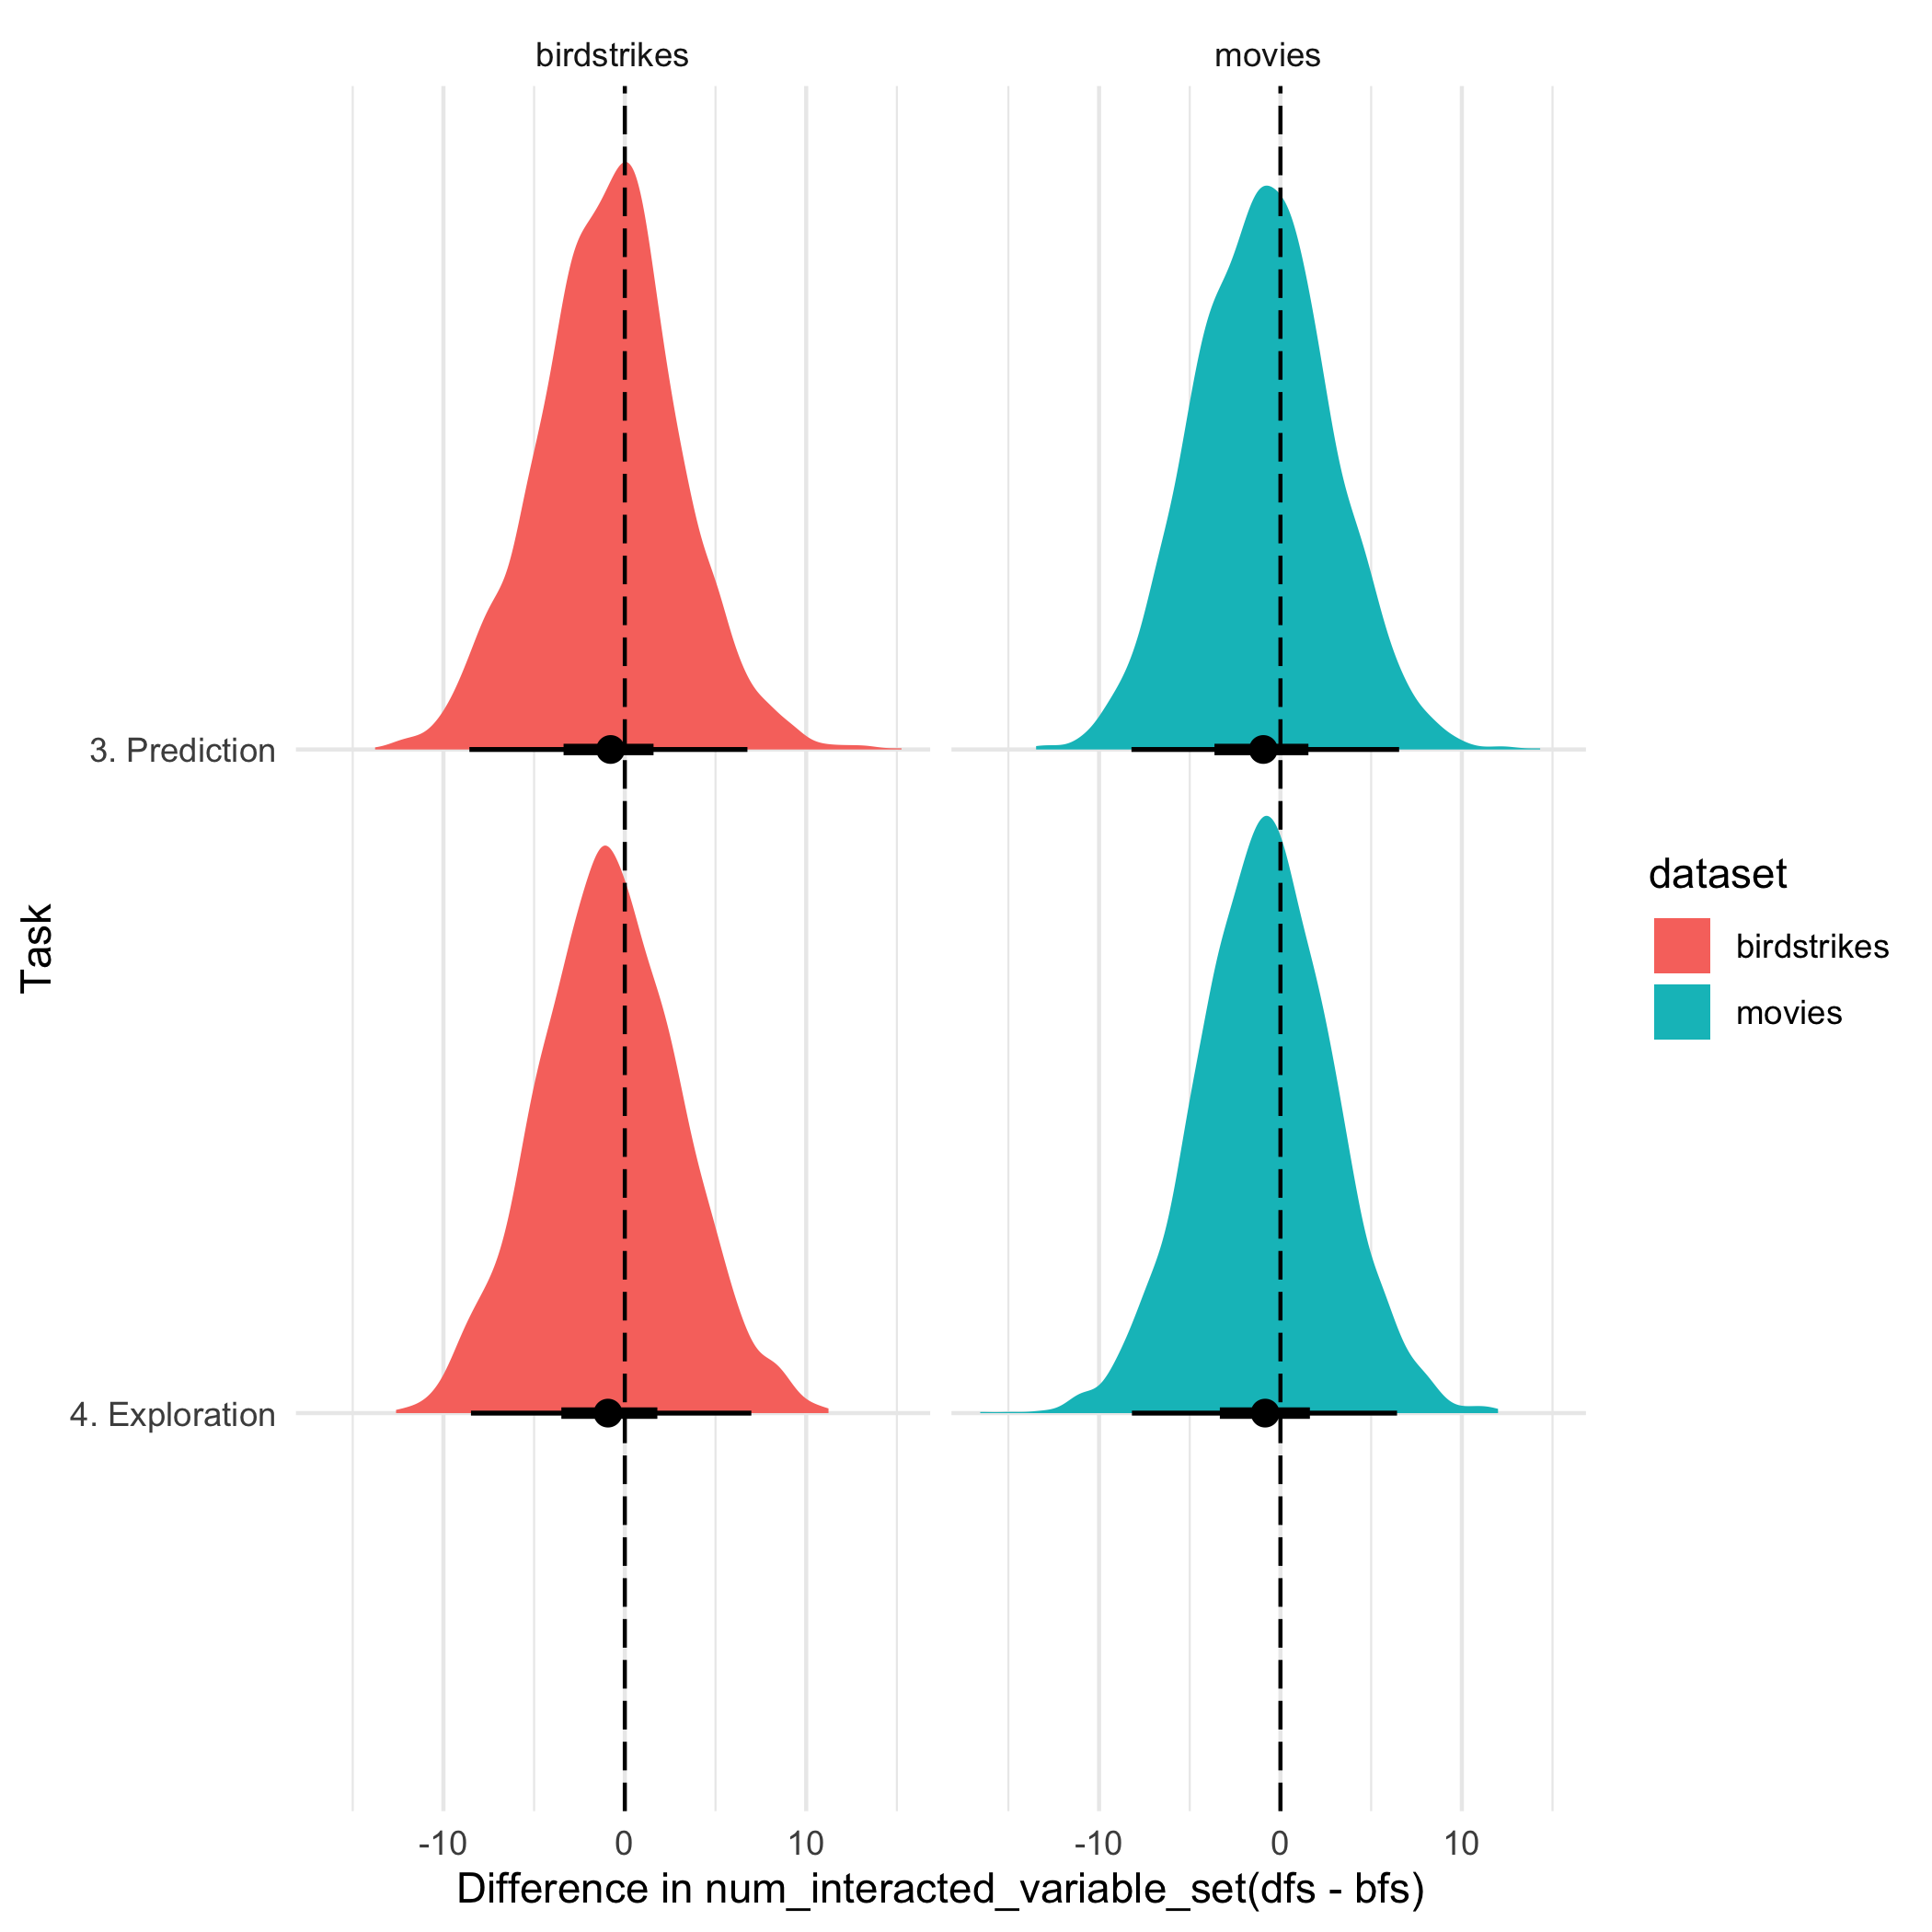 birdstrikes
movies
3. Prediction
4. Exploration
Task
-10
0
10
-10
0
10
Difference in num_interacted_variable_set(dfs - bfs)
dataset
birdstrikes
movies